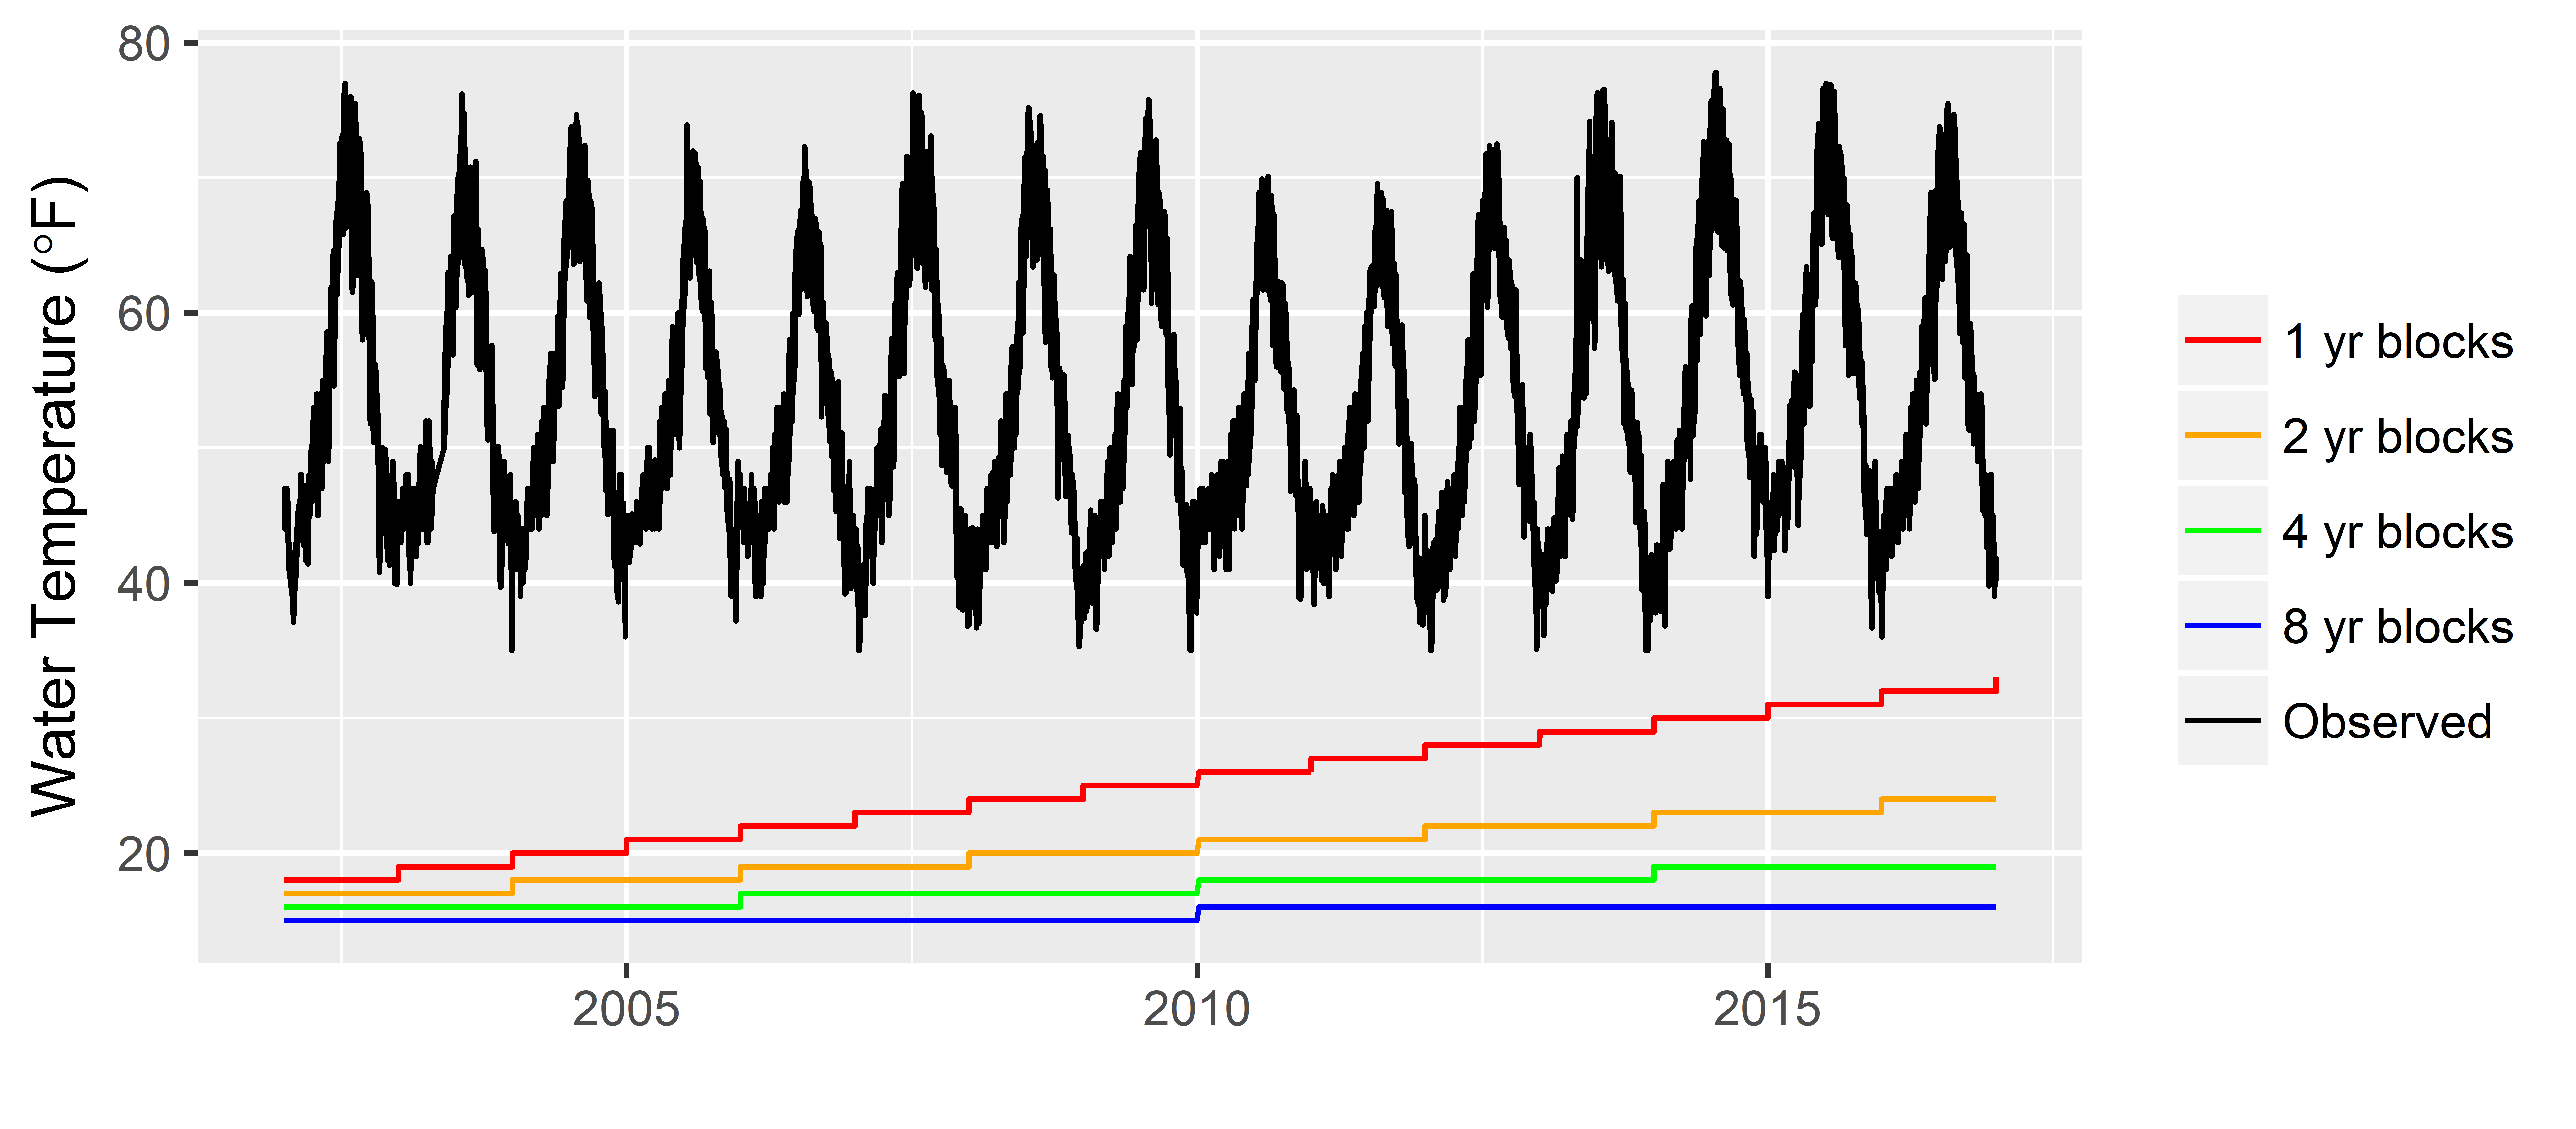 Water Temperature (°F)
80
60
40
20
2005
2010
2015
1 yr blocks
2 yr blocks
4 yr blocks
8 yr blocks
Observed